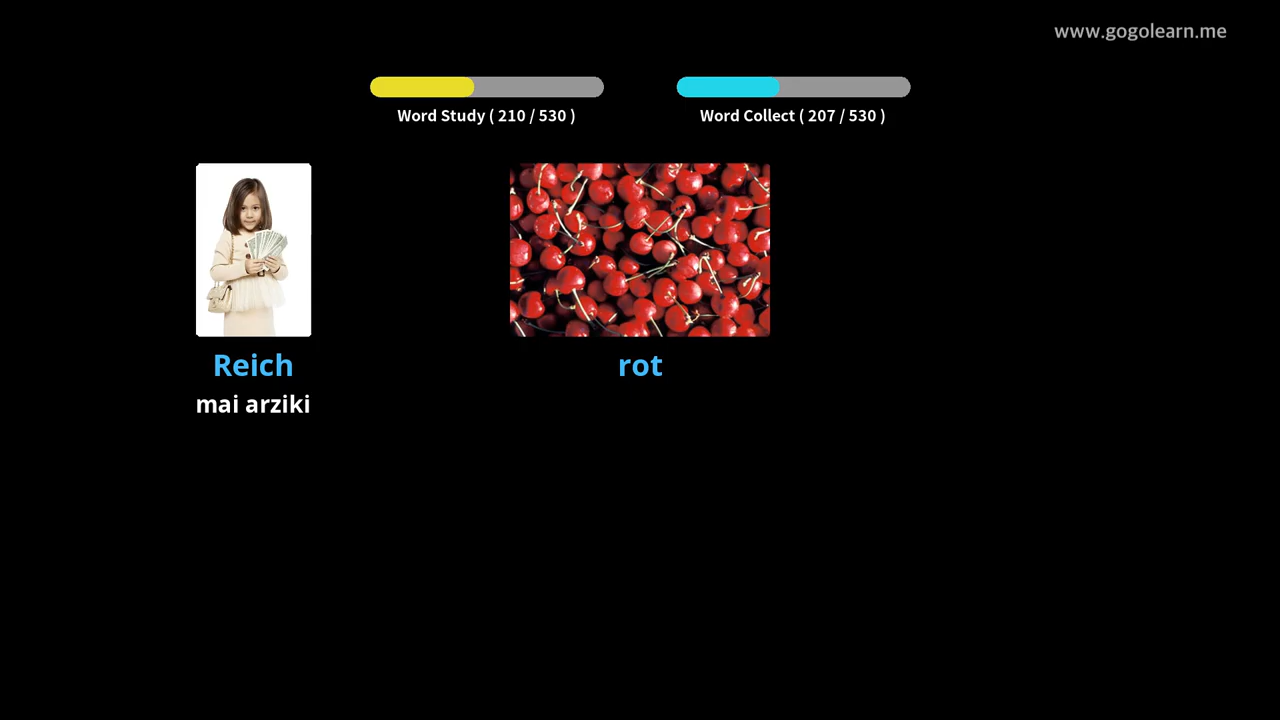 www.gogolearn.me
Word Study ( 210 / 530 )
Word Collect ( 207 / 530 )
Reich
rot
mai arziki